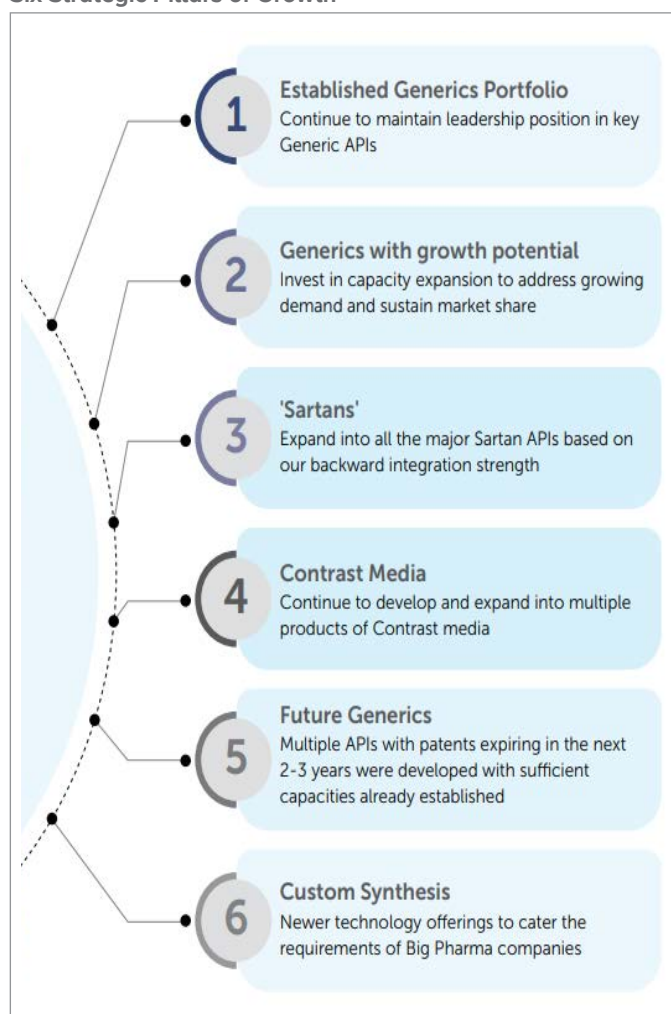 Six Strategic Pillars of Growth
1
Established Generics Portfolio
Continue to maintain leadership position in key
Generic APIs
2
Generics with growth potential
Invest in capacity expansion to address growing
demand and sustain market share
3
'Sartans'
Expand into all the major Sartan APIs based on
our backward integration strength
4
Contrast Media
Continue to develop and expand into multiple
products of Contrast media
5
Future Generics
Multiple APIs with patents expiring in the next
2-3 years were developed with sufficient
capacities already established
6
Custom Synthesis
Newer technology offerings to cater the
requirements of Big Pharma companies